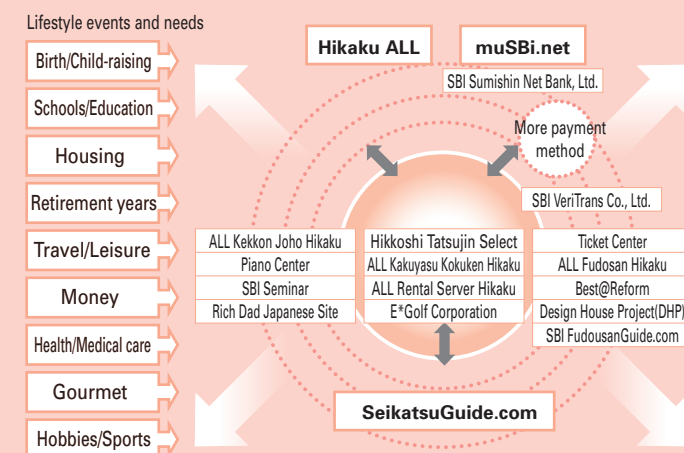 Lifestyle events and needs
Birth/Child-raising
Schools/Education
Housing
Retirement years
Travel/Leisure
Money
Health/Medical care
Gourmet
Hobbies/Sports
Hikaku ALL
muSBi.net
SBI Sumishin Net Bank, Ltd.
More payment
method
SBI VeriTrans Co., Ltd.
ALL Kekkon Joho Hikaku
Piano Center
SBI Seminar
Rich Dad Japanese Site
Hikkoshi Tatsujin Select
ALL Kakuyasu Kokuken Hikaku
ALL Rental Server Hikaku
E*Golf Corporation
Ticket Center
ALL Fudosan Hikaku
Best@Reform
Design House Project(DHP)
SBI FudousanGuide.com
SeikatsuGuide.com